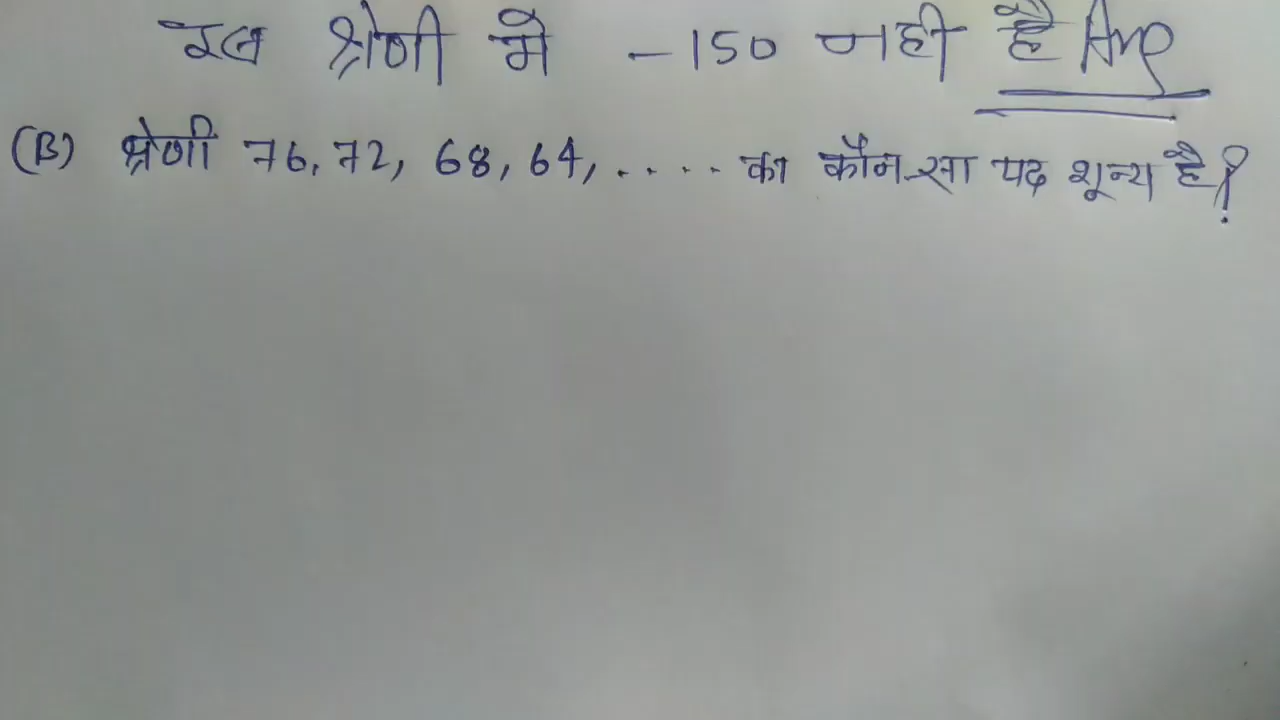 इस श्रेणी मे -150 नही है Ans
(B) श्रेणी 76, 72, 68, 64, ..... का कौन सा पद शून्य है?